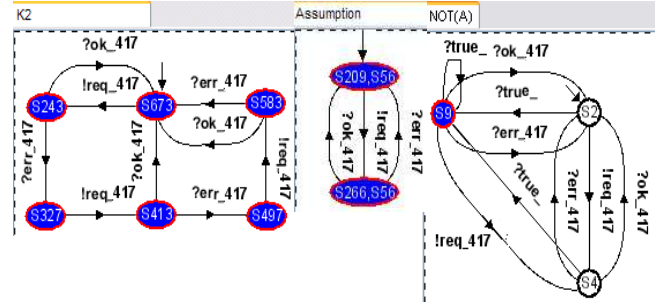 K2
Assumption
NOT(A)
?ok_417
?true_
?ok_417
!req_417
?err_417
?true_
S243
S673
S583
S209,S56
S9
S2
?ok_417
?err_417
?err_417
?ok_417
!req_417
?ok_417
!req_417
?err_417
?true_
?err_417
!req_417
?ok_417
!req_417
?err_417
S327
S413
S497
S266,S56
!req_417
S4